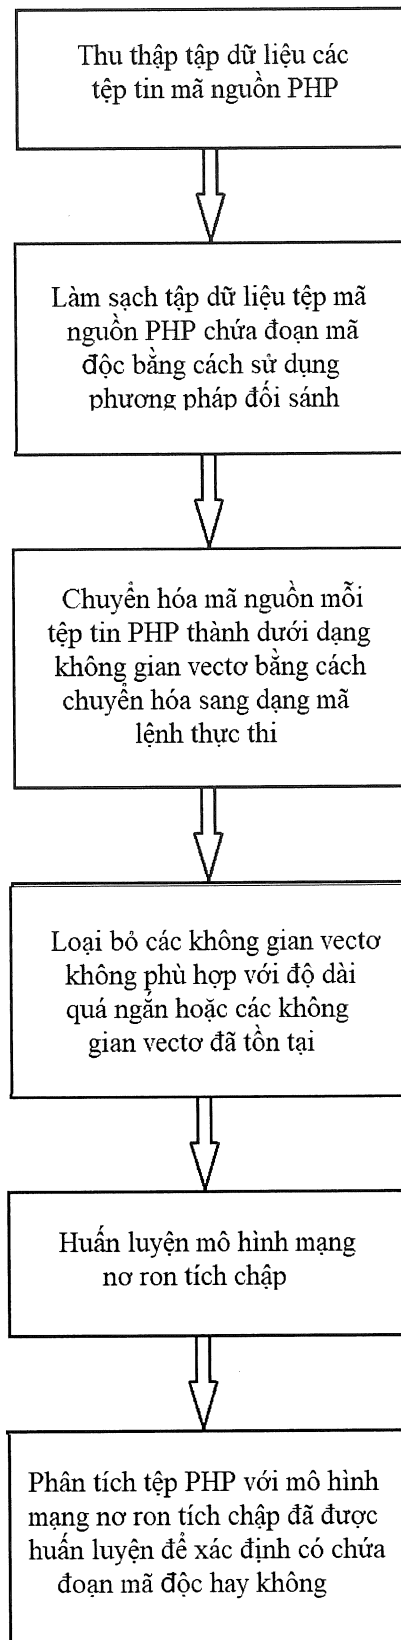 Thu thập tập dữ liệu các
tệp tin mã nguồn PHP
Làm sạch tập dữ liệu tệp mã
nguồn PHP chứa đoạn mã
độc bằng cách sử dụng
phương pháp đối sánh
Chuyển hóa mã nguồn mỗi
tệp tin PHP thành dưới dạng
không gian vectơ bằng cách
chuyển hóa sang dạng mã
lệnh thực thi
Loại bỏ các không gian vectơ
không phù hợp với độ dài
quá ngắn hoặc các không
gian vectơ đã tồn tại
Huấn luyện mô hình mạng
nơ ron tích chập
Phân tích tệp PHP với mô hình
mạng nơ ron tích chập đã được
huấn luyện để xác định có chứa
đoạn mã độc hay không